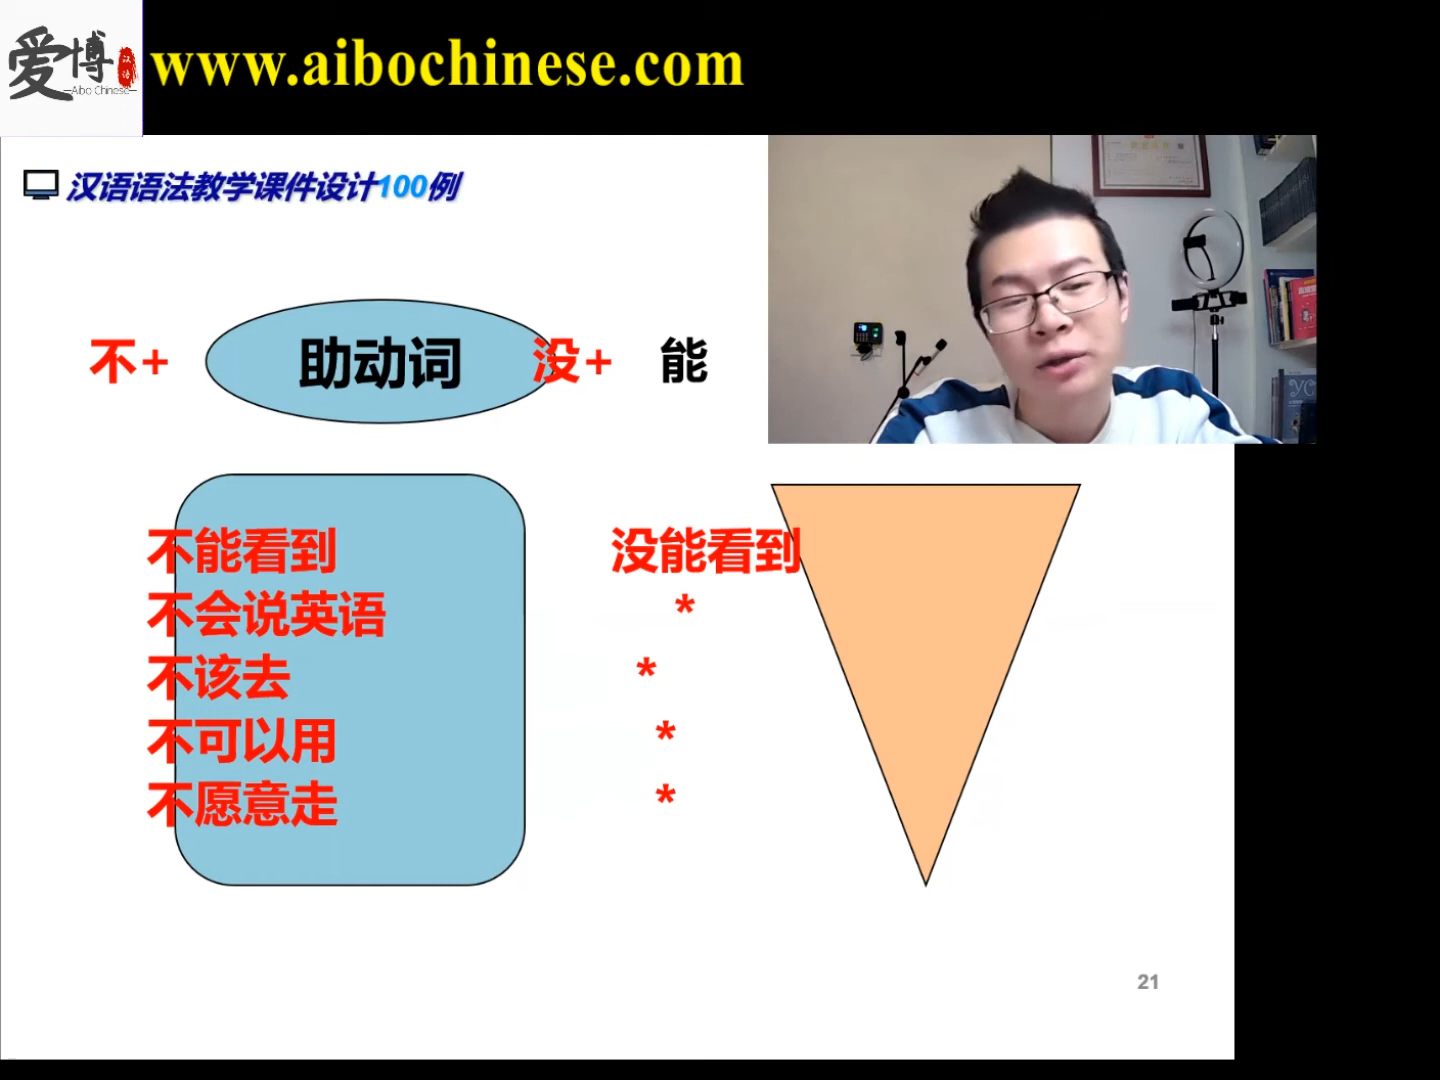 爱博
汉语
Aibo Chinese
www.aibochinese.com
汉语语法教学课件设计100例
不+ 助动词 没+ 能
不能看到 没能看到
不会说英语 *
不该去 *
不可以用 *
不愿意走 *
21